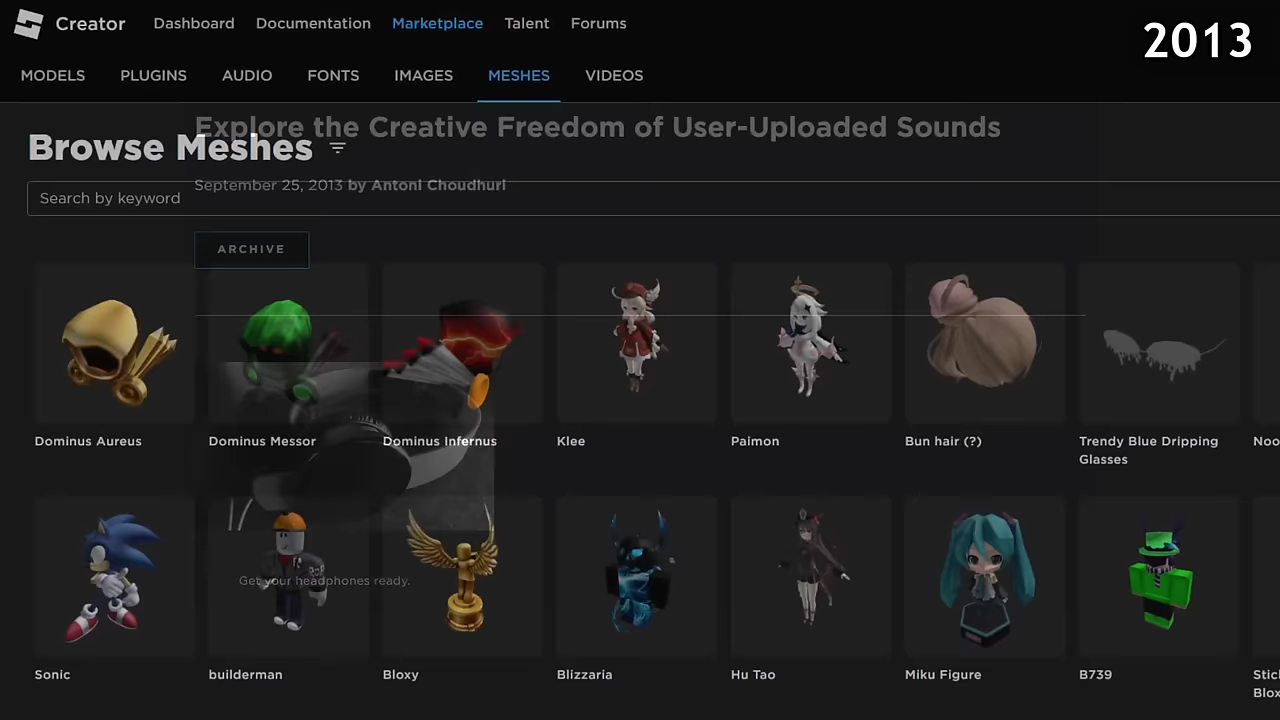 Creator Dashboard Documentation Marketplace Talent Forums
2013
MODELS PLUGINS AUDIO FONTS IMAGES MESHES VIDEOS
Explore the Creative Freedom of User-Uploaded Sounds
Browse Meshes
September 25, 2013 by Antoni Choudhuri
Search by keyword
ARCHIVE
Dominus Aureus Dominus Messor Dominus Infernus Klee Paimon Bun hair (?) Trendy Blue Dripping Noo
Glasses
Get your headphones ready.
Sonic builderman Bloxy Blizzaria Hu Tao Miku Figure B739 Stic
Blox